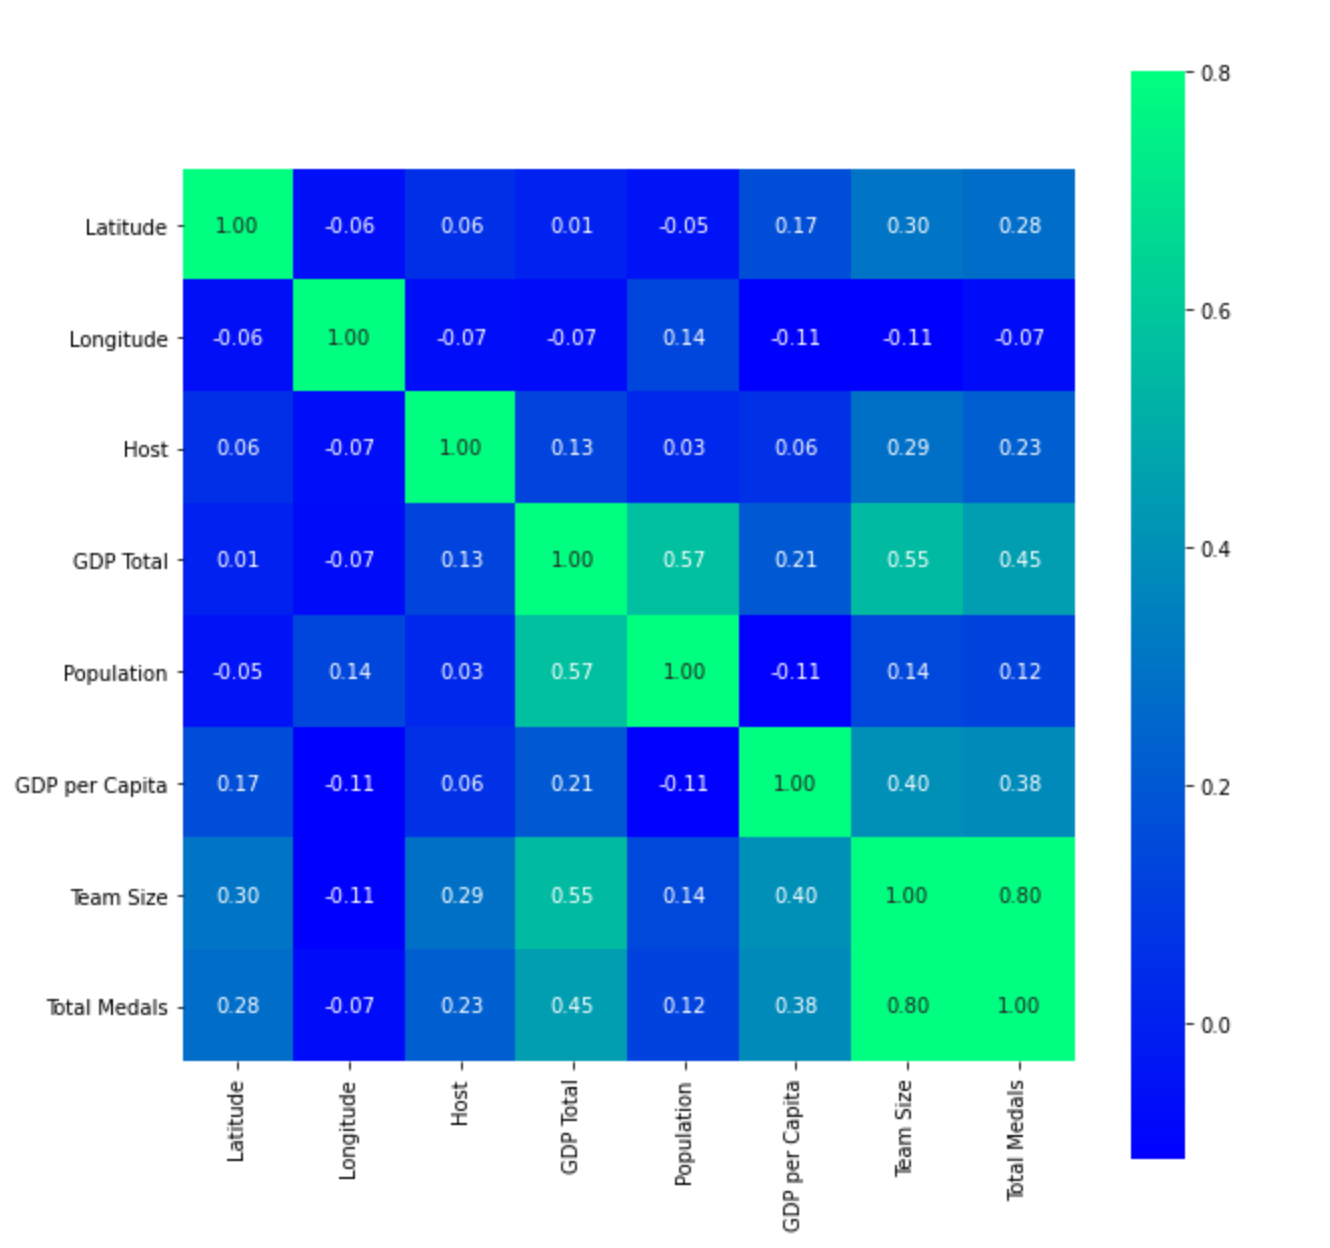 0.8
Latitude 1.00 -0.06 0.06 0.01 -0.05 0.17 0.30 0.28
0.6
Longitude -0.06 1.00 -0.07 -0.07 0.14 -0.11 -0.11 -0.07
Host 0.06 -0.07 1.00 0.13 0.03 0.06 0.29 0.23
0.4
GDP Total 0.01 -0.07 0.13 1.00 0.57 0.21 0.55 0.45
Population -0.05 0.14 0.03 0.57 1.00 -0.11 0.14 0.12
GDP per Capita 0.17 -0.11 0.06 0.21 -0.11 1.00 0.40 0.38
0.2
Team Size 0.30 -0.11 0.29 0.55 0.14 0.40 1.00 0.80
Total Medals 0.28 -0.07 0.23 0.45 0.12 0.38 0.80 1.00
0.0
Latitude
Longitude
Host
GDP Total
Population
GDP per Capita
Team Size
Total Medals